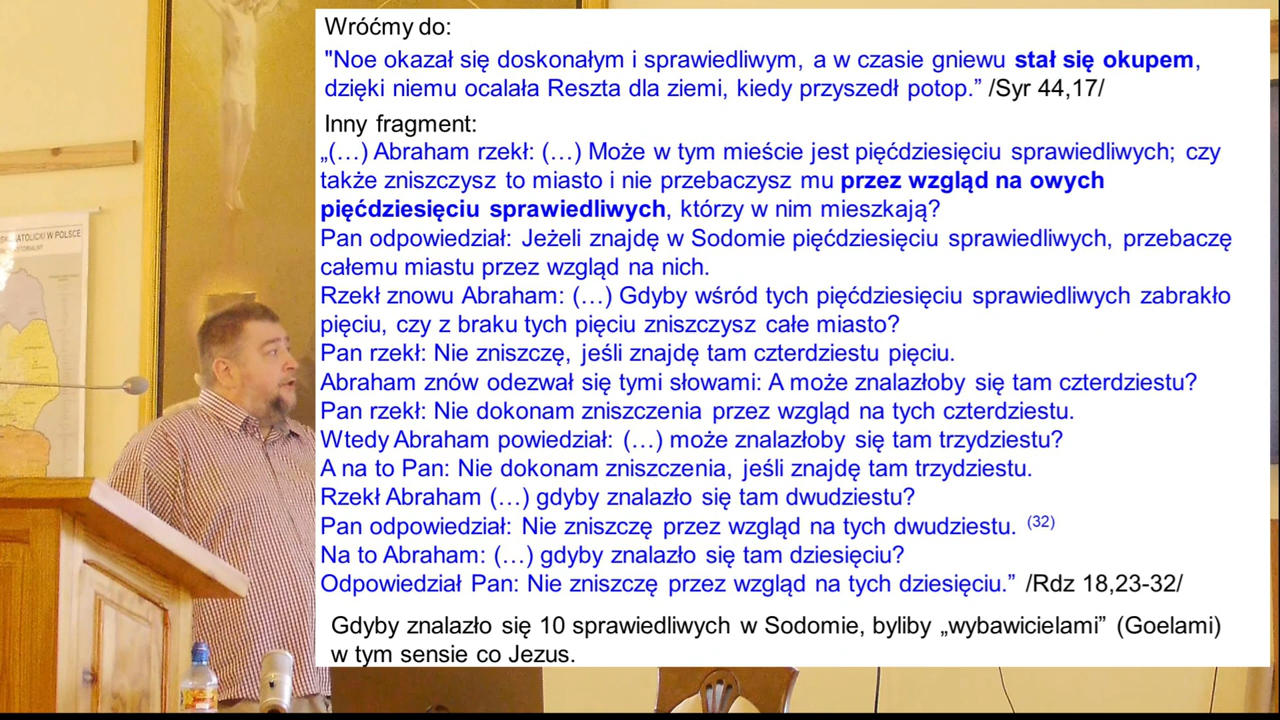 Wróćmy do:
"Noe okazał się doskonałym i sprawiedliwym, a w czasie gniewu stał się okupem,
dzięki niemu ocalała Reszta dla ziemi, kiedy przyszedł potop.” /Syr 44,17/
Inny fragment:
„(…) Abraham rzekł: (…) Może w tym mieście jest pięćdziesięciu sprawiedliwych; czy
także zniszczysz to miasto i nie przebaczysz mu przez wzgląd na owych
pięćdziesięciu sprawiedliwych, którzy w nim mieszkają?
Pan odpowiedział: Jeżeli znajdę w Sodomie pięćdziesięciu sprawiedliwych, przebaczę
całemu miastu przez wzgląd na nich.
Rzekł znowu Abraham: (…) Gdyby wśród tych pięćdziesięciu sprawiedliwych zabrakło
pięciu, czy z braku tych pięciu zniszczysz całe miasto?
Pan rzekł: Nie zniszczę, jeśli znajdę tam czterdziestu pięciu.
Abraham znów odezwał się tymi słowami: A może znalazłoby się tam czterdziestu?
Pan rzekł: Nie dokonam zniszczenia przez wzgląd na tych czterdziestu.
Wtedy Abraham powiedział: (…) może znalazłoby się tam trzydziestu?
A na to Pan: Nie dokonam zniszczenia, jeśli znajdę tam trzydziestu.
Rzekł Abraham (…) gdyby znalazło się tam dwudziestu?
Pan odpowiedział: Nie zniszczę przez wzgląd na tych dwudziestu. (32)
Na to Abraham: (…) gdyby znalazło się tam dziesięciu?
Odpowiedział Pan: Nie zniszczę przez wzgląd na tych dziesięciu.” /Rdz 18,23-32/
Gdyby znalazło się 10 sprawiedliwych w Sodomie, byliby „wybawicielami” (Goelami)
w tym sensie co Jezus.
W POLSCE